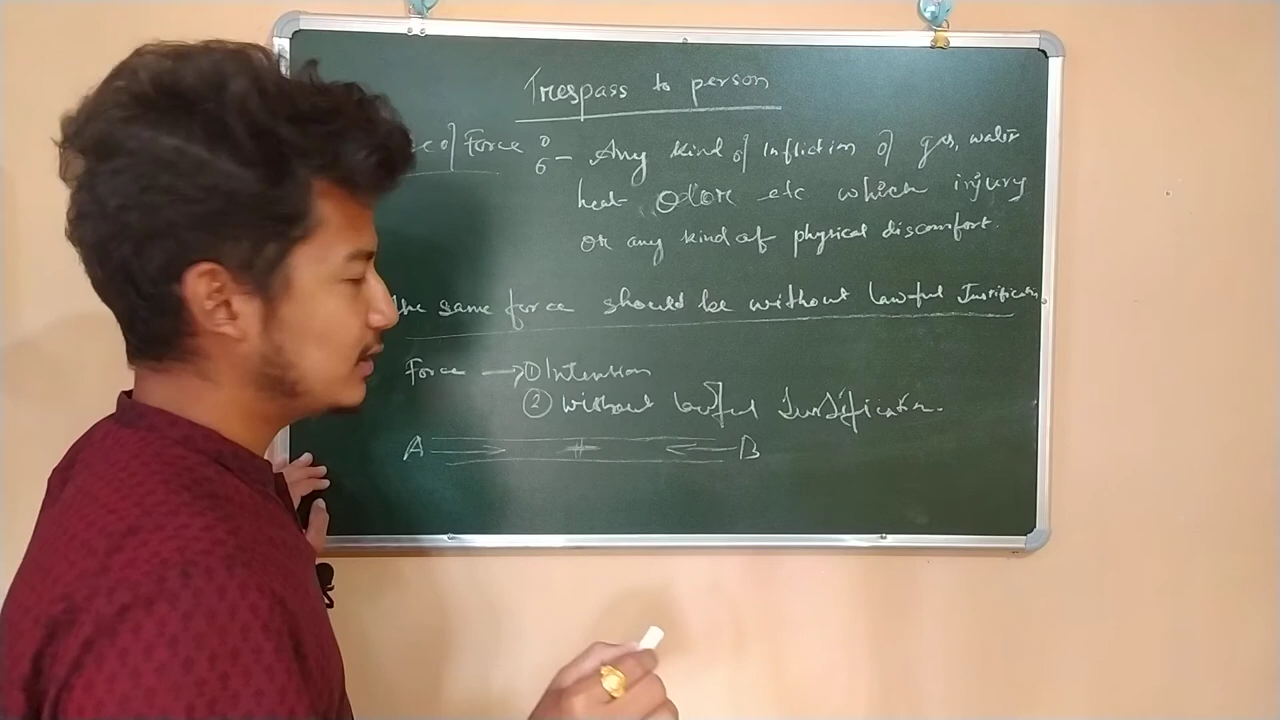 Trespass to person
of Force :- Any kind of infliction of gas, water
heat odore etc which injury
or any kind of physical discomfort.
the same force should be without lawful Justification
Force → ① Intention
② Without lawful Justification.
A B